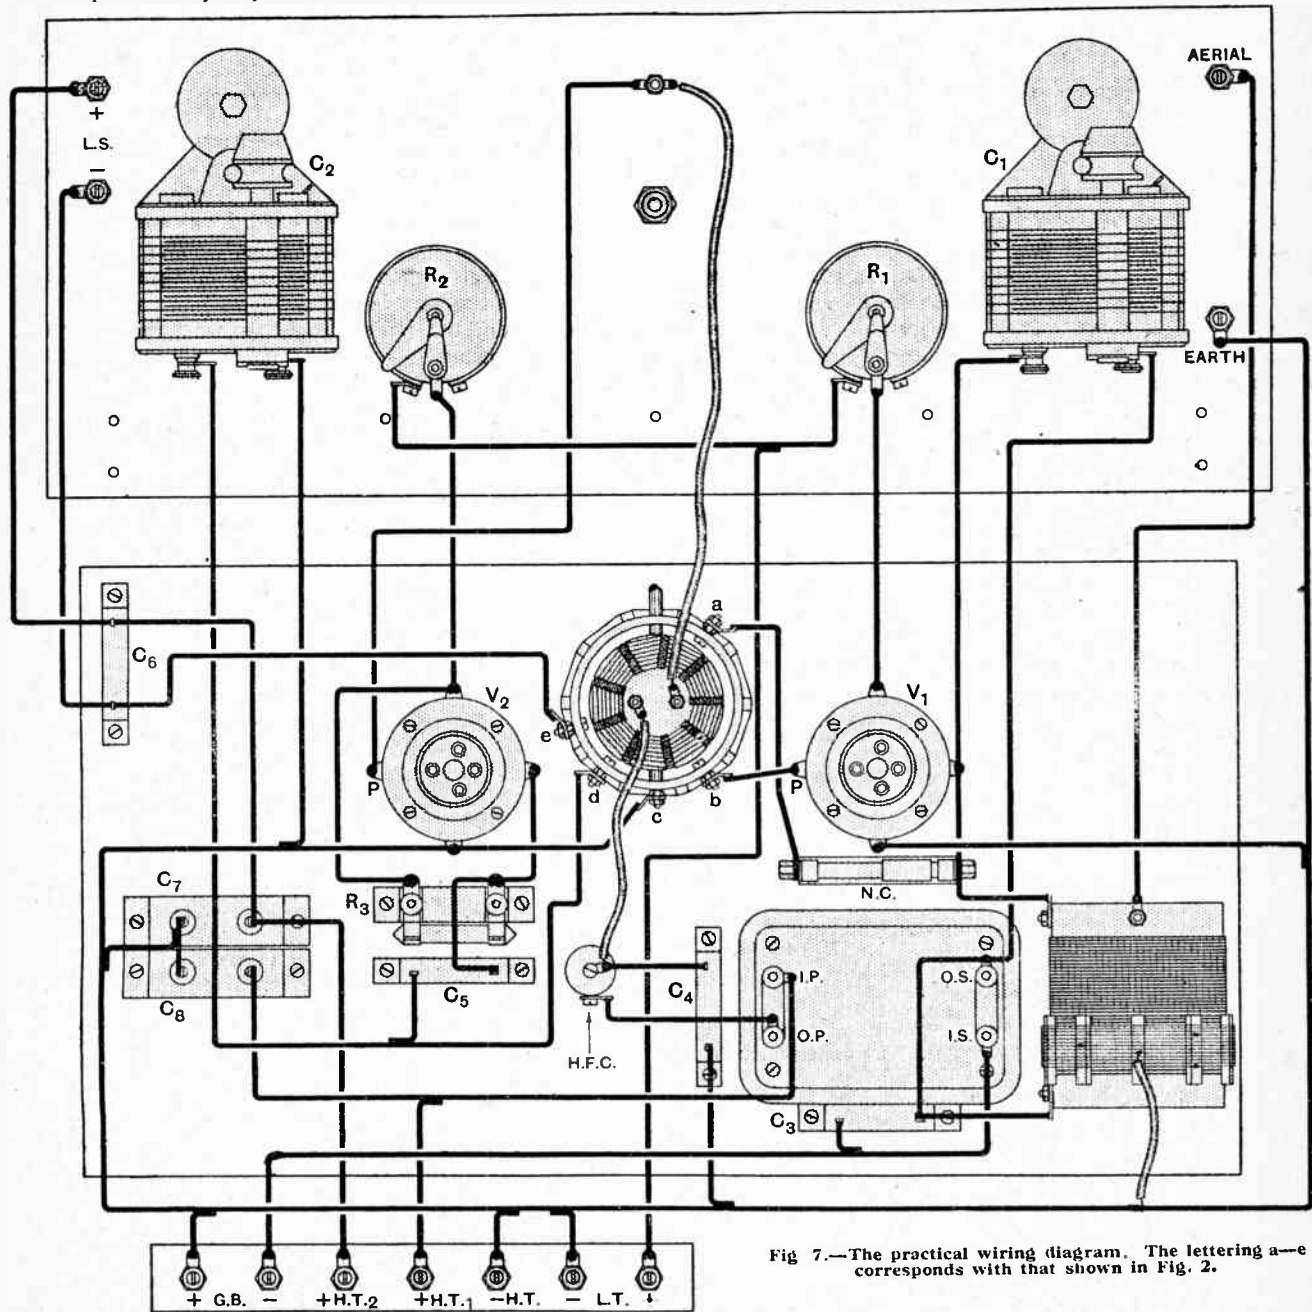 AERIAL
+
L.S.
−
C2
C1
R2
R1
EARTH
a
C6
V2
V1
e
P
d
b
P
c
C7
R3
N.C.
I.P.
O.S.
C4
C5
C8
O.P.
I.S.
H.F.C.
C3
+ G.B. − +H.T.2 +H.T.1 −H.T. − L.T. +
Fig 7.—The practical wiring diagram. The lettering a—e
corresponds with that shown in Fig. 2.